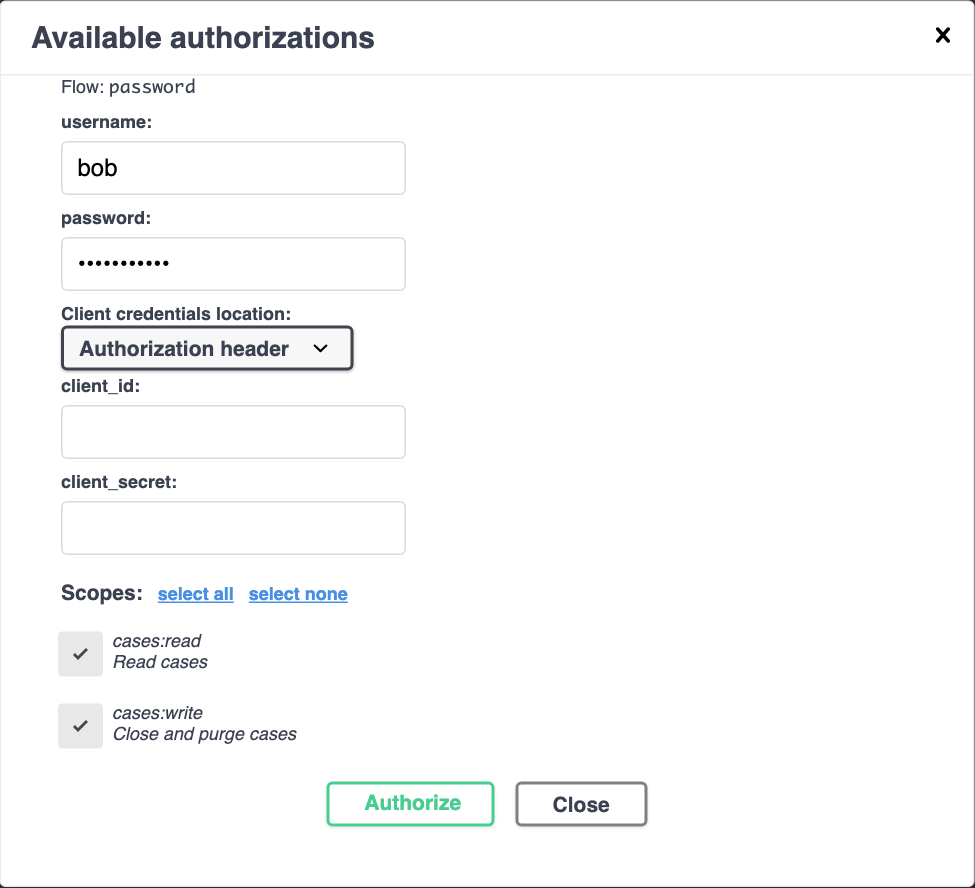 Available authorizations
Flow: password
username:
bob
password:
•••••••••••
Client credentials location:
Authorization header
client_id:
client_secret:
Scopes: select all select none
cases:read
Read cases
cases:write
Close and purge cases
Authorize Close